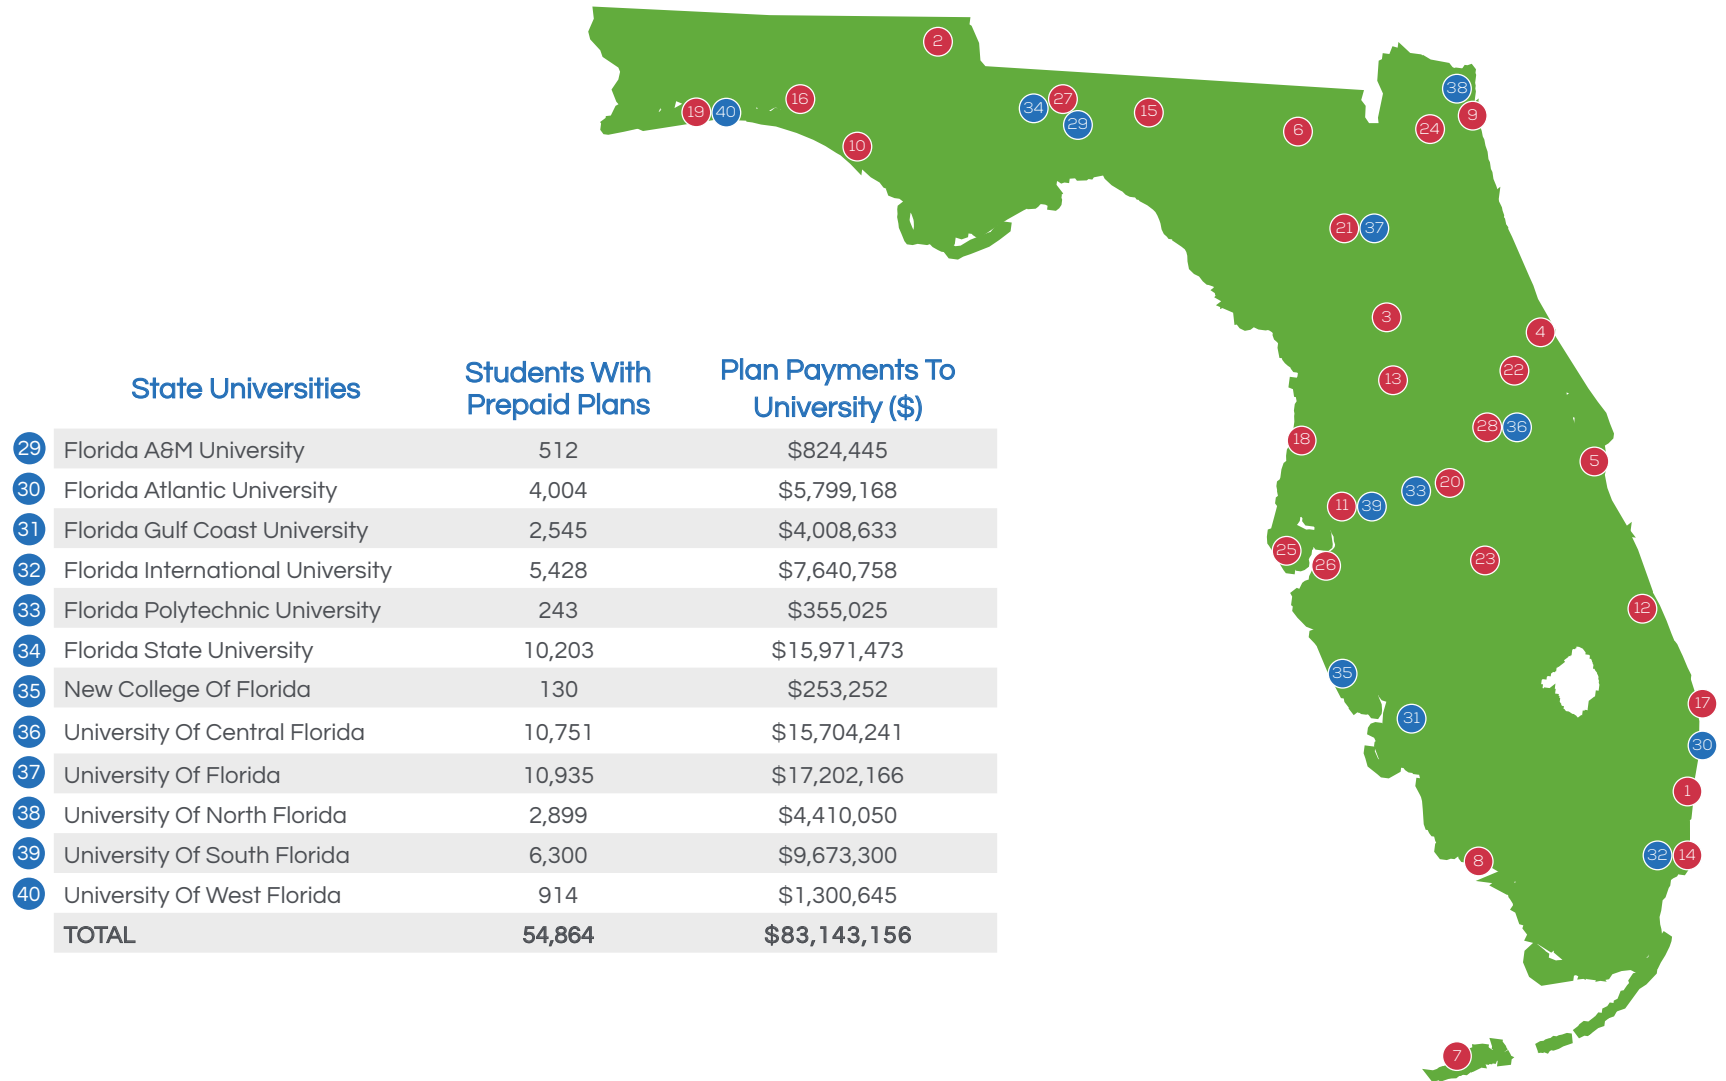 2
38
16
27
19
40
34
15
9
29
6
24
10
21
37
3
4
State Universities
Students With
Prepaid Plans
Plan Payments To
University ($)
22
13
28
36
18
5
20
33
11
39
25
26
23
12
35
31
17
30
1
32
14
8
7
29 Florida A&M University 512 $824,445
30 Florida Atlantic University 4,004 $5,799,168
31 Florida Gulf Coast University 2,545 $4,008,633
32 Florida International University 5,428 $7,640,758
33 Florida Polytechnic University 243 $355,025
34 Florida State University 10,203 $15,971,473
35 New College Of Florida 130 $253,252
36 University Of Central Florida 10,751 $15,704,241
37 University Of Florida 10,935 $17,202,166
38 University Of North Florida 2,899 $4,410,050
39 University Of South Florida 6,300 $9,673,300
40 University Of West Florida 914 $1,300,645
TOTAL 54,864 $83,143,156